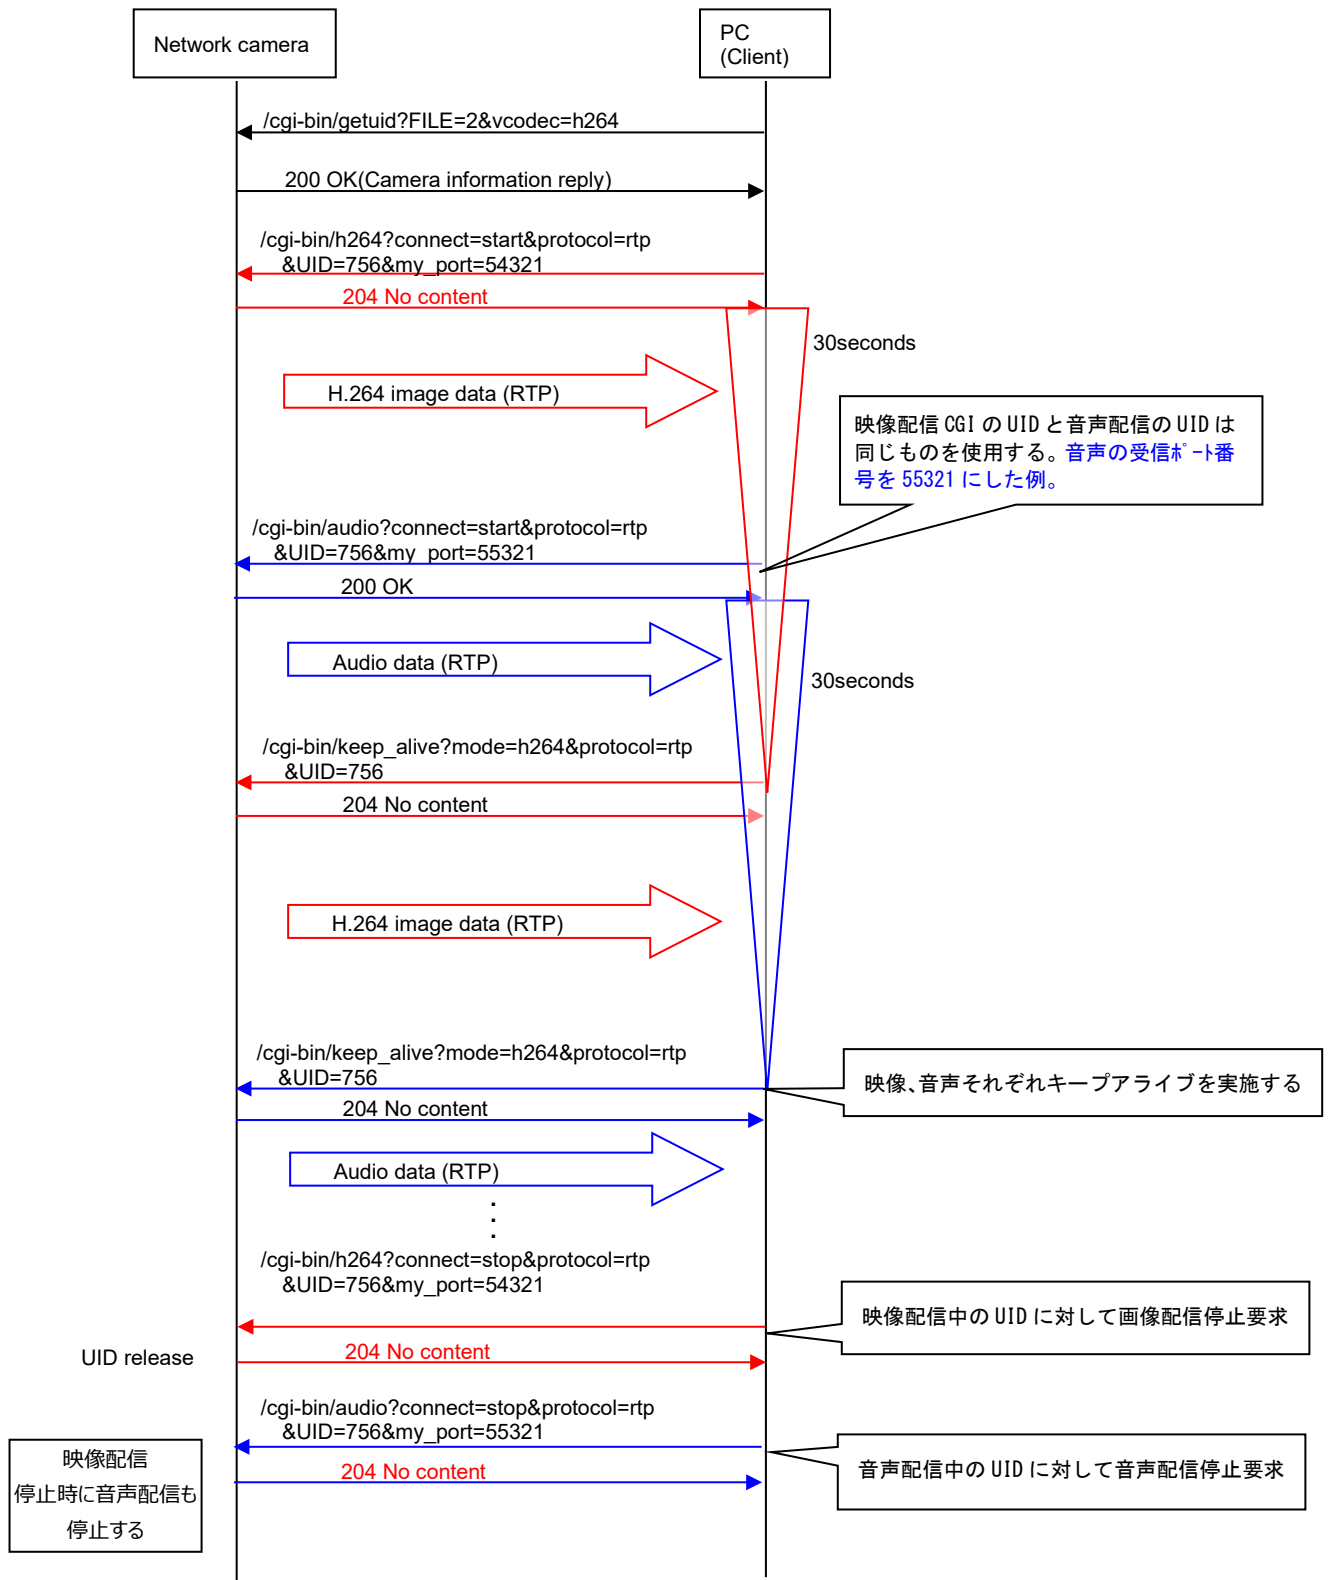 Network camera
PC
(Client)
/cgi-bin/getuid?FILE=2&vcodec=h264
200 OK(Camera information reply)
/cgi-bin/h264?connect=start&protocol=rtp
&UID=756&my_port=54321
204 No content
30seconds
H.264 image data (RTP)
映像配信 CGI の UID と音声配信の UID は
同じものを使用する。音声の受信ﾎﾟｰﾄ番
号を 55321 にした例。
/cgi-bin/audio?connect=start&protocol=rtp
&UID=756&my_port=55321
200 OK
Audio data (RTP)
30seconds
/cgi-bin/keep_alive?mode=h264&protocol=rtp
&UID=756
204 No content
H.264 image data (RTP)
/cgi-bin/keep_alive?mode=h264&protocol=rtp
&UID=756
映像、音声それぞれキープアライブを実施する
204 No content
Audio data (RTP)
/cgi-bin/h264?connect=stop&protocol=rtp
&UID=756&my_port=54321
映像配信中の UID に対して画像配信停止要求
UID release
204 No content
/cgi-bin/audio?connect=stop&protocol=rtp
&UID=756&my_port=55321
映像配信
停止時に音声配信も
停止する
204 No content
音声配信中の UID に対して音声配信停止要求